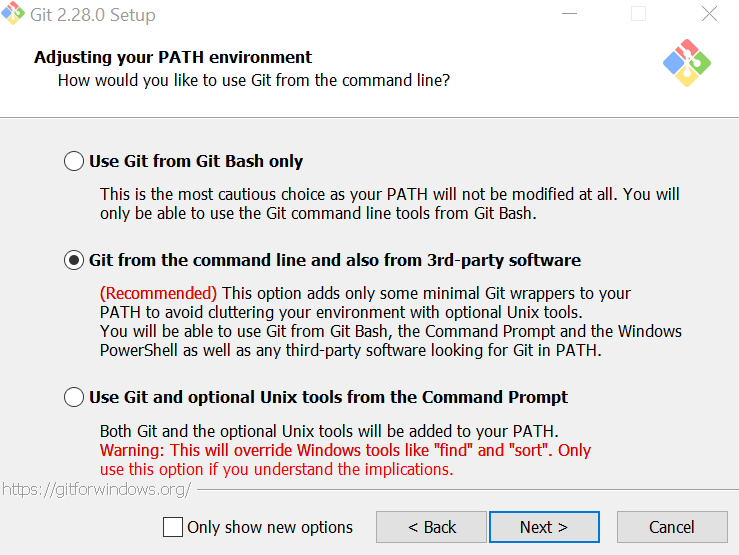 Git 2.28.0 Setup
Adjusting your PATH environment
How would you like to use Git from the command line?
Use Git from Git Bash only
This is the most cautious choice as your PATH will not be modified at all. You will
only be able to use the Git command line tools from Git Bash.
Git from the command line and also from 3rd-party software
(Recommended) This option adds only some minimal Git wrappers to your
PATH to avoid cluttering your environment with optional Unix tools.
You will be able to use Git from Git Bash, the Command Prompt and the Windows
PowerShell as well as any third-party software looking for Git in PATH.
Use Git and optional Unix tools from the Command Prompt
Both Git and the optional Unix tools will be added to your PATH.
Warning: This will override Windows tools like "find" and "sort". Only
use this option if you understand the implications.
https://gitforwindows.org/
Only show new options
< Back
Next >
Cancel